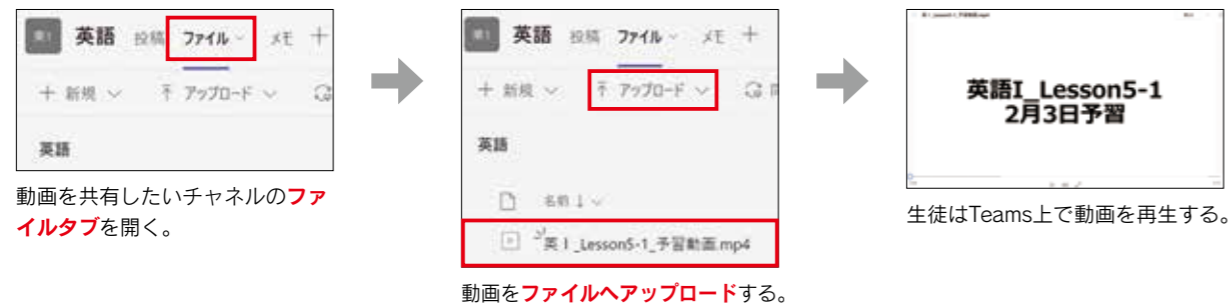 英語 投稿 ファイル メモ
新規 アップロード
英語
動画を共有したいチャネルのファ
イルタブを開く。
英語 投稿 ファイル メモ
新規 アップロード
英語
名前
英Ⅰ_Lesson5-1_予習動画.mp4
動画をファイルへアップロードする。
英語I_Lesson5-1
2月3日予習
生徒はTeams上で動画を再生する。